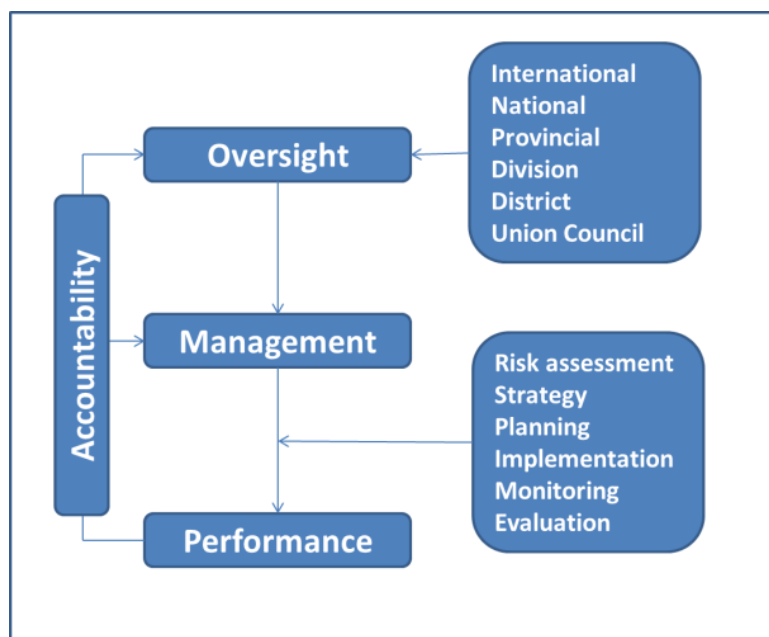 International
National
Provincial
Division
District
Union Council
Oversight
Accountability
Management
Risk assessment
Strategy
Planning
Implementation
Monitoring
Evaluation
Performance